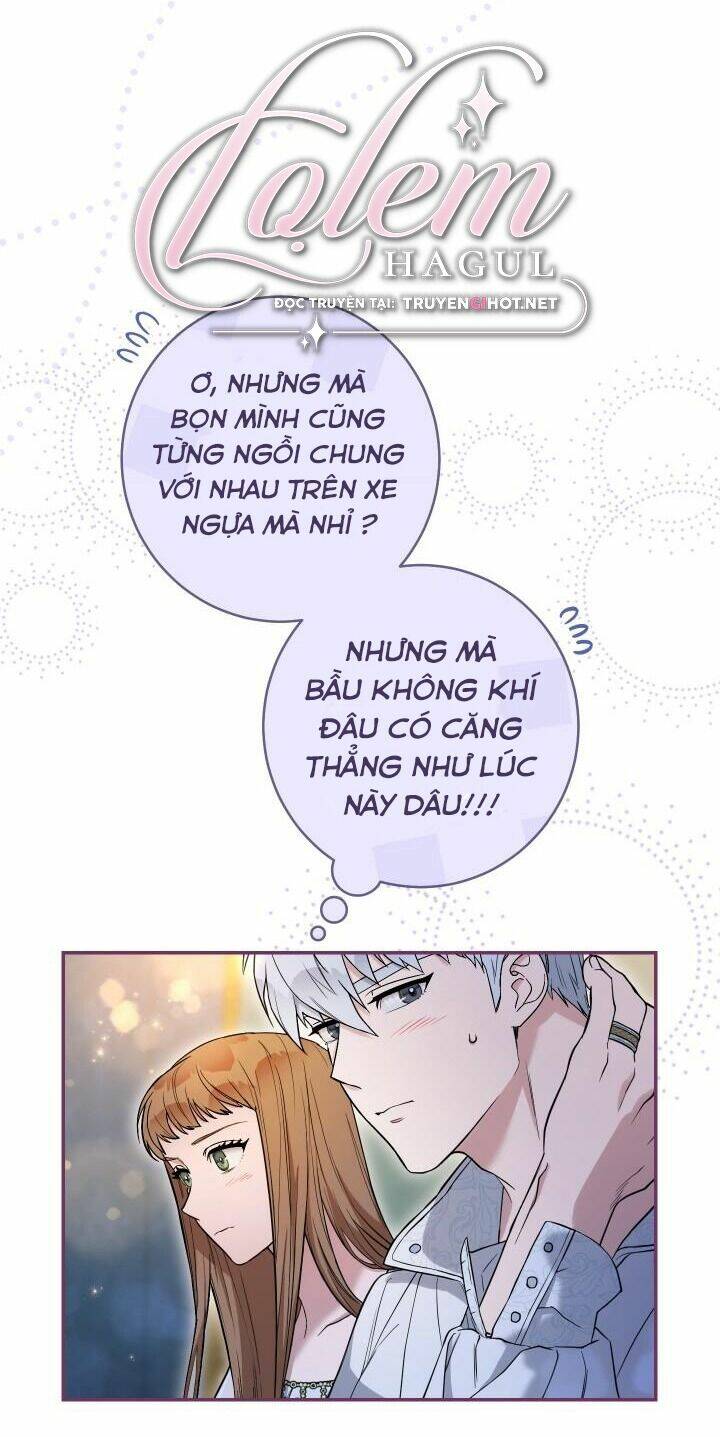 Lọlem
HAGUL
ĐỌC TRUYỆN TẠI: TRUYENGIHOT.NET
Ơ, NHƯNG MÀ
BỌN MÌNH CŨNG
TỪNG NGỒI CHUNG
VỚI NHAU TRÊN XE
NGỰA MÀ NHỈ ?
NHƯNG MÀ
BẦU KHÔNG KHÍ
ĐÂU CÓ CĂNG
THẲNG NHƯ LÚC
NÀY DÂU!!!